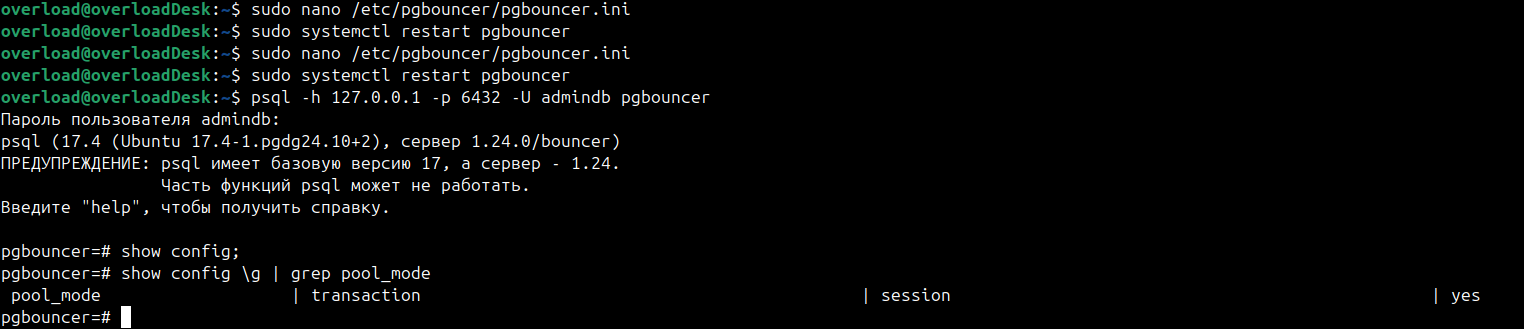 overload@overloadDesk:~$ sudo nano /etc/pgbouncer/pgbouncer.ini
overload@overloadDesk:~$ sudo systemctl restart pgbouncer
overload@overloadDesk:~$ sudo nano /etc/pgbouncer/pgbouncer.ini
overload@overloadDesk:~$ sudo systemctl restart pgbouncer
overload@overloadDesk:~$ psql -h 127.0.0.1 -p 6432 -U admindb pgbouncer
Пароль пользователя admindb:
psql (17.4 (Ubuntu 17.4-1.pgdg24.10+2), сервер 1.24.0/bouncer)
ПРЕДУПРЕЖДЕНИЕ: psql имеет базовую версию 17, а сервер - 1.24.
Часть функций psql может не работать.
Введите "help", чтобы получить справку.
pgbouncer=# show config;
pgbouncer=# show config \g | grep pool_mode
pool_mode | transaction | session | yes
pgbouncer=#